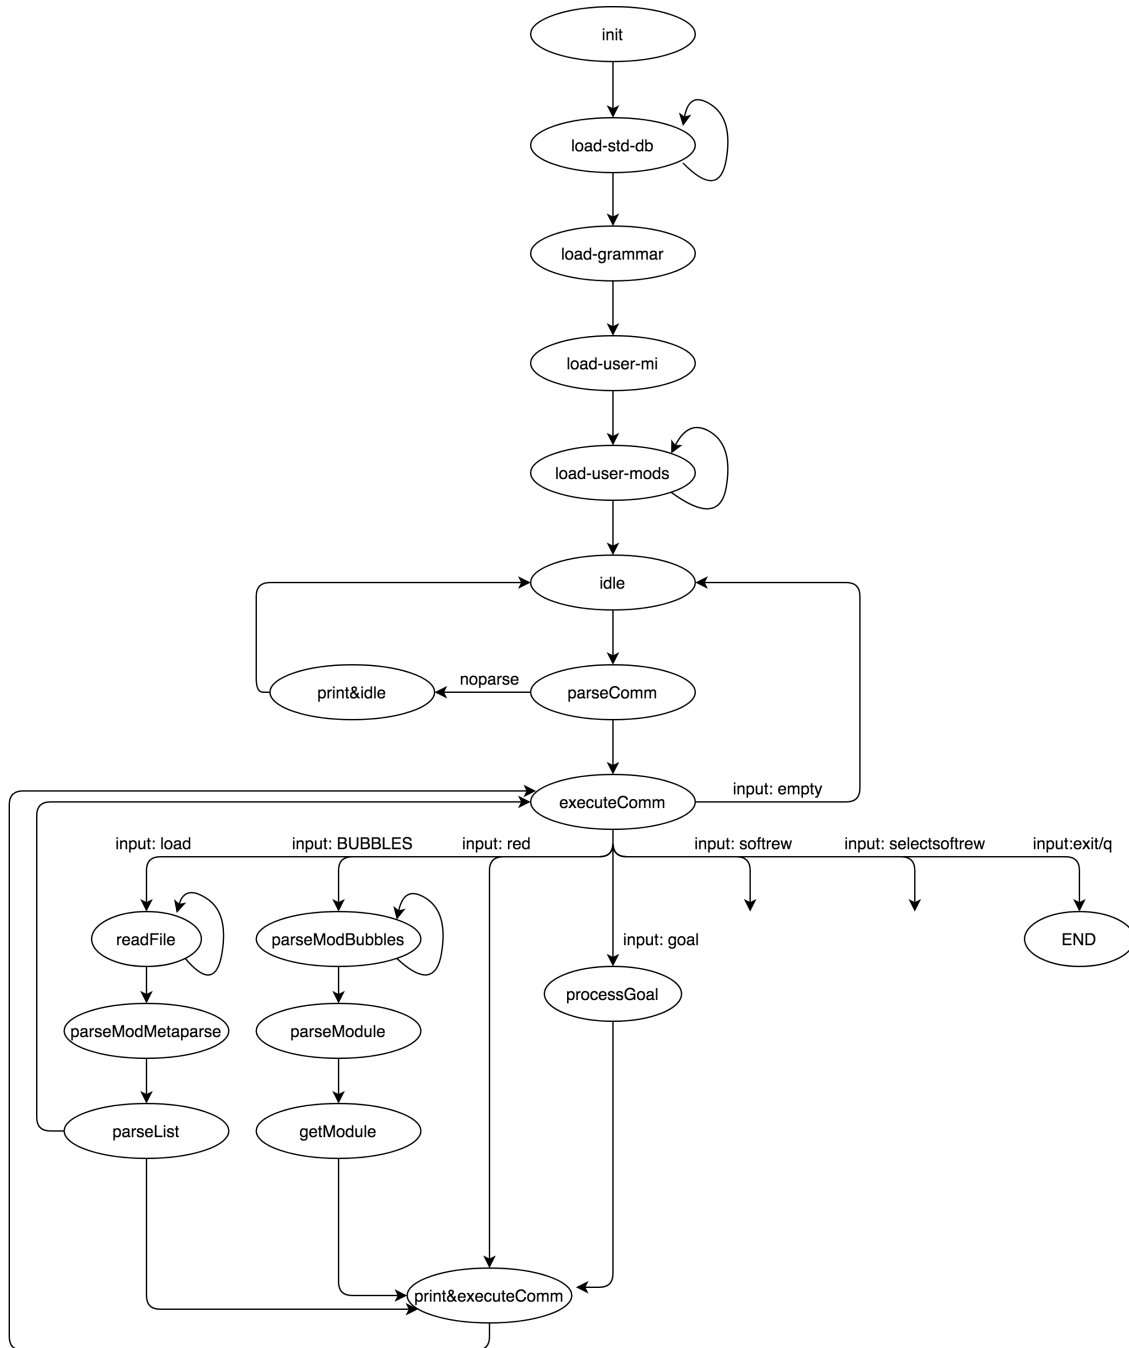 init
load-std-db
load-grammar
load-user-mi
load-user-mods
idle
noparse
print&idle
parseComm
input: empty
executeComm
input: load
input: BUBBLES
input: red
input: softrew
input: selectsoftrew
input:exit/q
readFile
parseModBubbles
input: goal
END
processGoal
parseModMetaparse
parseModule
parseList
getModule
print&executeComm